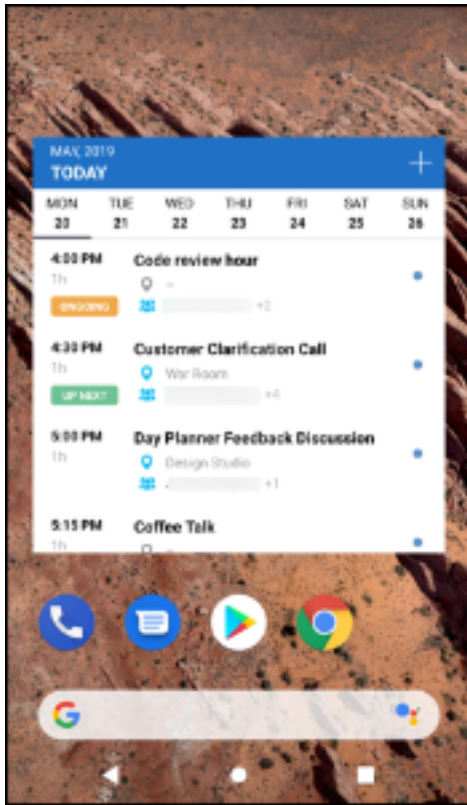 MAY, 2019
TODAY
MON TUE WED THU FRI SAT SUN
20 21 22 23 24 25 26
4:00 PM Code review hour
1h –
ONGOING +2
4:30 PM Customer Clarification Call
1h War Room
UP NEXT +4
5:00 PM Day Planner Feedback Discussion
1h Design Studio
+1
5:15 PM Coffee Talk
1h –